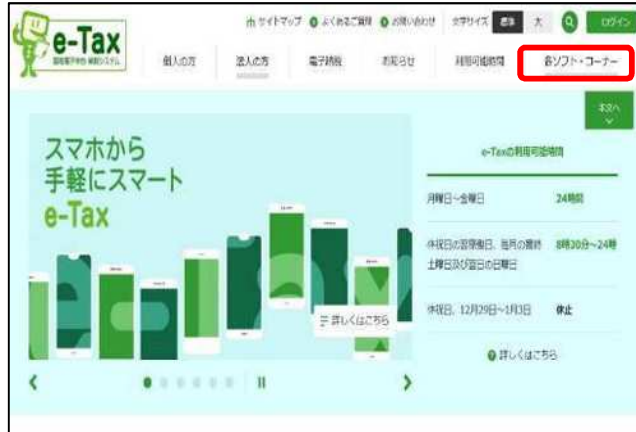 サイトマップ よくあるご質問 お問い合わせ 文字サイズ 標準 大 ログイン
e-Tax
国税電子申告・納税システム
個人の方 法人の方 電子納税 お知らせ 利用可能時間 各ソフト・コーナー
本文へ
スマホから
手軽にスマート
e-Tax
詳しくはこちら
e-Taxの利用可能時間
月曜日～金曜日 24時間
休祝日の翌稼働日、毎月の最終 8時30分～24時
土曜日及び翌日の日曜日
休祝日、12月29日～1月3日 休止
詳しくはこちら